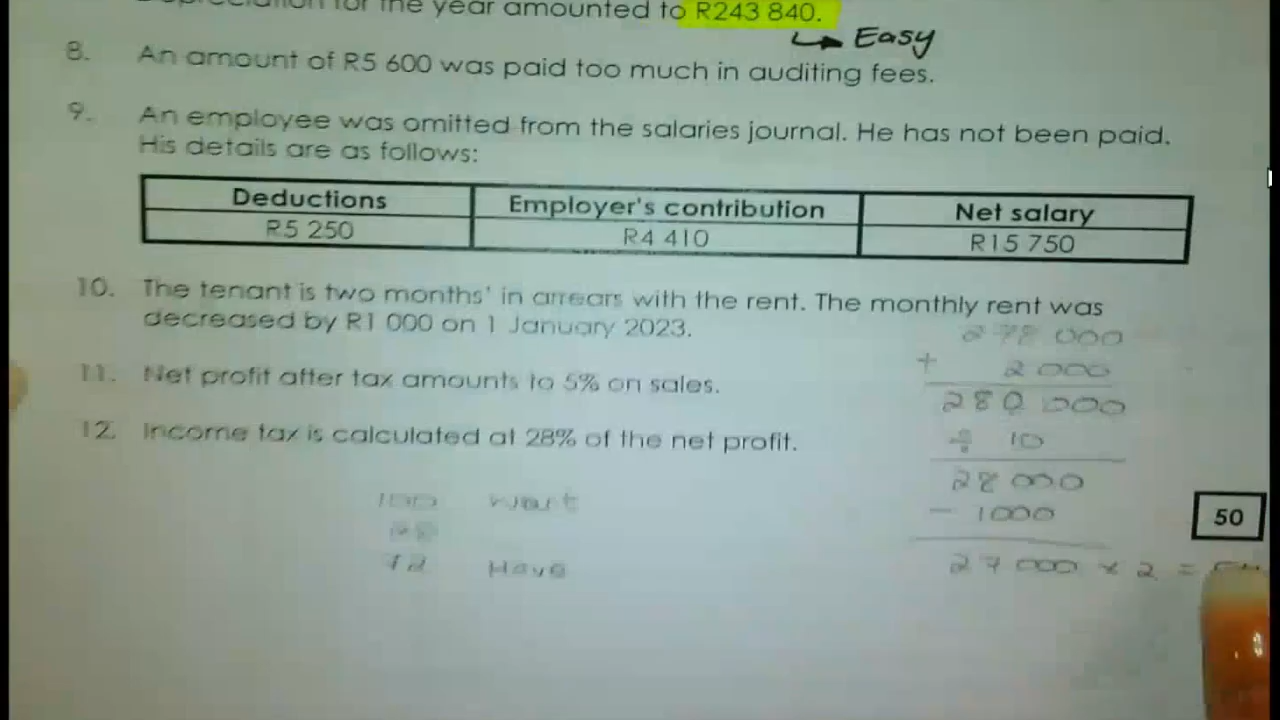 for the year amounted to R243 840.
Easy
8. An amount of R5 600 was paid too much in auditing fees.
9. An employee was omitted from the salaries journal. He has not been paid.
His details are as follows:
Deductions Employer's contribution Net salary
R5 250 R4 410 R15 750
10. The tenant is two months' in arrears with the rent. The monthly rent was
decreased by R1 000 on 1 January 2023.
278 000
+ 2 000
11. Net profit after tax amounts to 5% on sales.
280 000
12. Income tax is calculated at 28% of the net profit.
÷ 10
28 000
100 Want
- 1000
50
72 Have
27 000 x 2 =